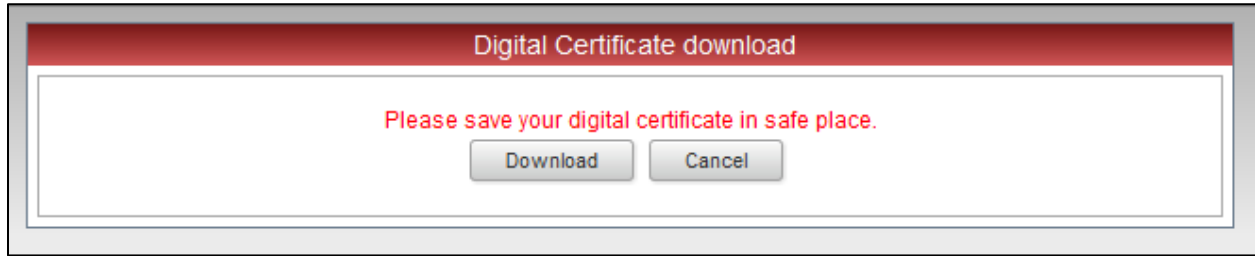 Digital Certificate download
Please save your digital certificate in safe place.
Download Cancel